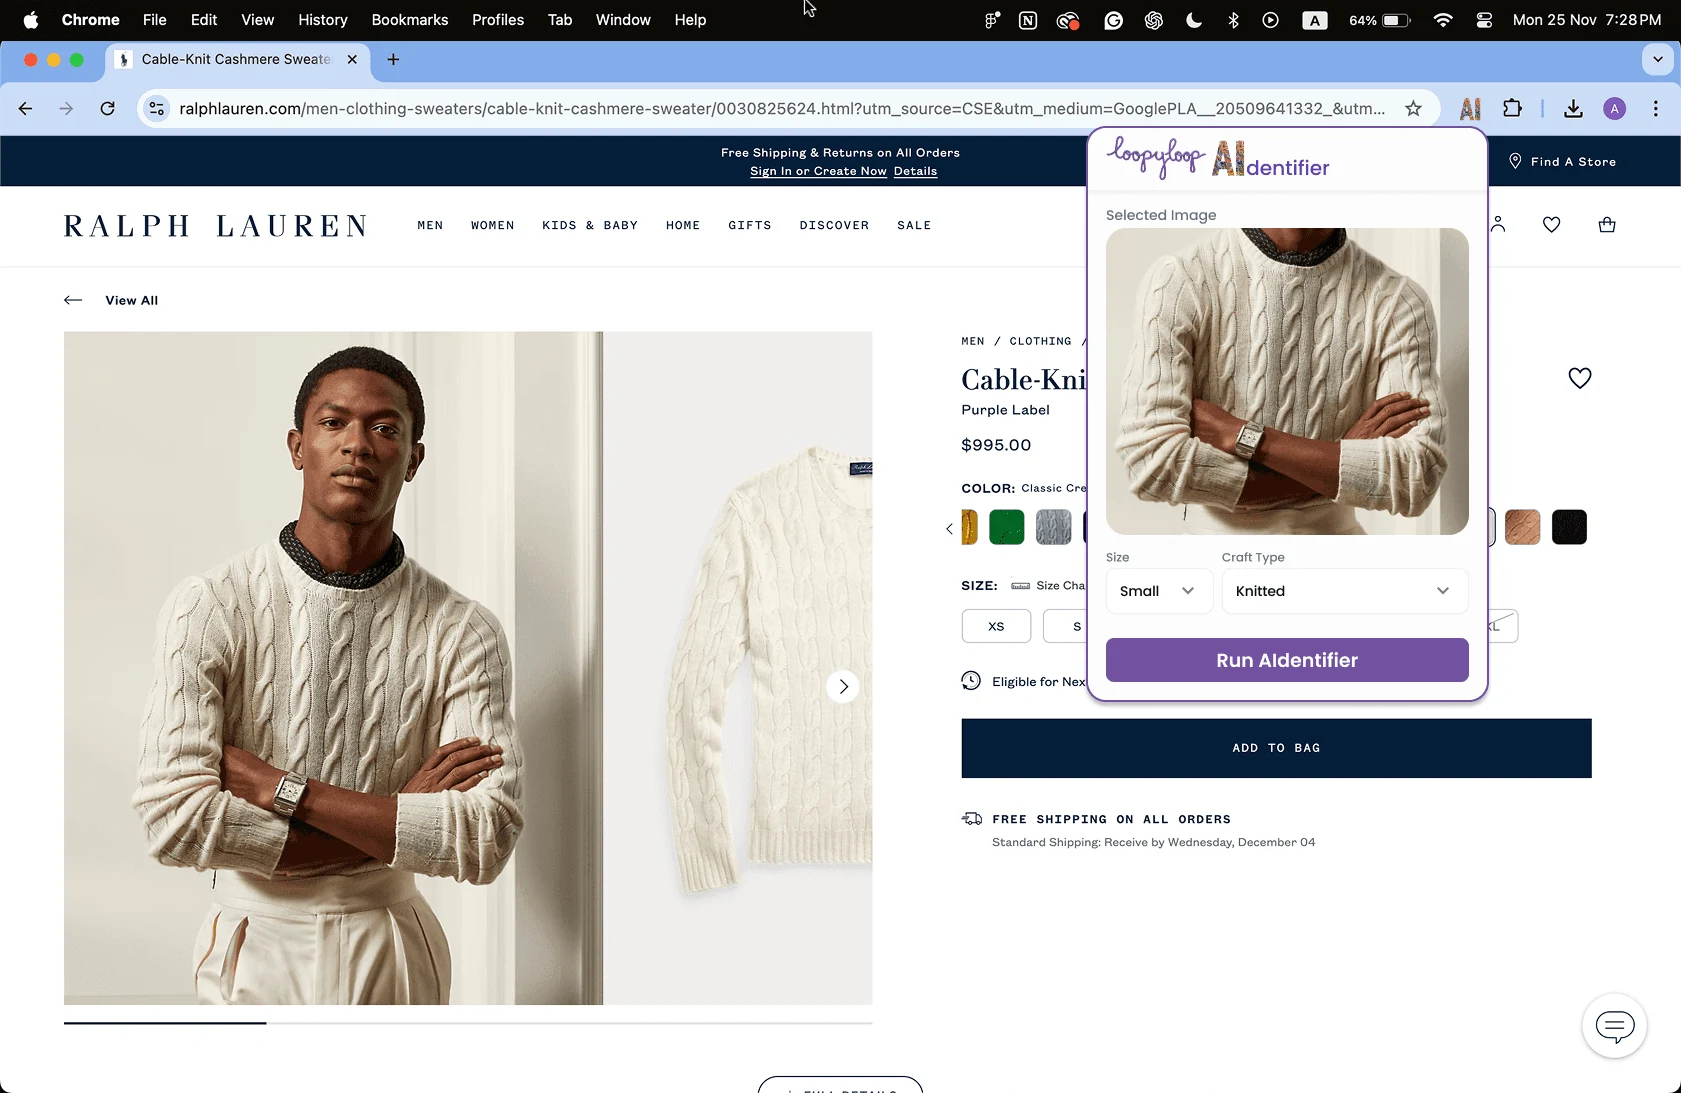 Chrome File Edit View History Bookmarks Profiles Tab Window Help A 64% Mon 25 Nov 7:28 PM
Cable-Knit Cashmere Sweate
ralphlauren.com/men-clothing-sweaters/cable-knit-cashmere-sweater/0030825624.html?utm_source=CSE&utm_medium=GooglePLA__20509641332_&utm... AI A
Free Shipping & Returns on All Orders
Sign In or Create Now Details
Find A Store
loopyloop AIdentifier
RALPH LAUREN MEN WOMEN KIDS & BABY HOME GIFTS DISCOVER SALE
Selected Image
View All
MEN / CLOTHING /
Cable-Kni
Purple Label
$995.00
COLOR: Classic Cre
Size Craft Type
Small Knitted
SIZE: Size Cha
XS S XL
Run AIdentifier
Eligible for Nex
ADD TO BAG
FREE SHIPPING ON ALL ORDERS
Standard Shipping: Receive by Wednesday, December 04
FULL DETAILS